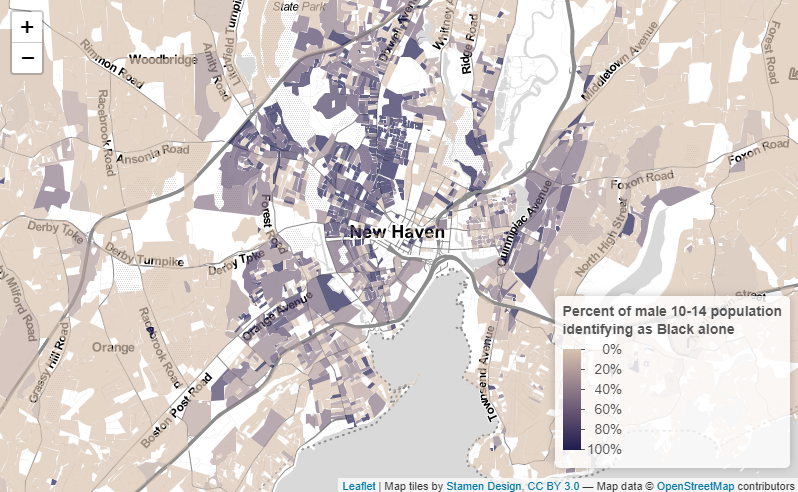 +
−
State Park
Litchfield Turnpike
Dixwell Avenue
Whitney A
Ridge Road
Middletown Avenue
Forest Road
Woodbridge
Rimmon Road
Amity Road
Racebrook Road
Ansonia Road
Foxon Road
Foxon Road
Forest Road
Quinnipiac Avenue
North High Street
New Haven
Derby Tpke
Derby Turnpike
Derby Tpke
Milford Road
Orange Avenue
Grassy Hill Road
Racebrook Road
Orange
Boston Post Road
Townsend Avenue
Percent of male 10-14 population
identifying as Black alone
0%
20%
40%
60%
80%
100%
Leaflet | Map tiles by Stamen Design, CC BY 3.0 — Map data © OpenStreetMap contributors